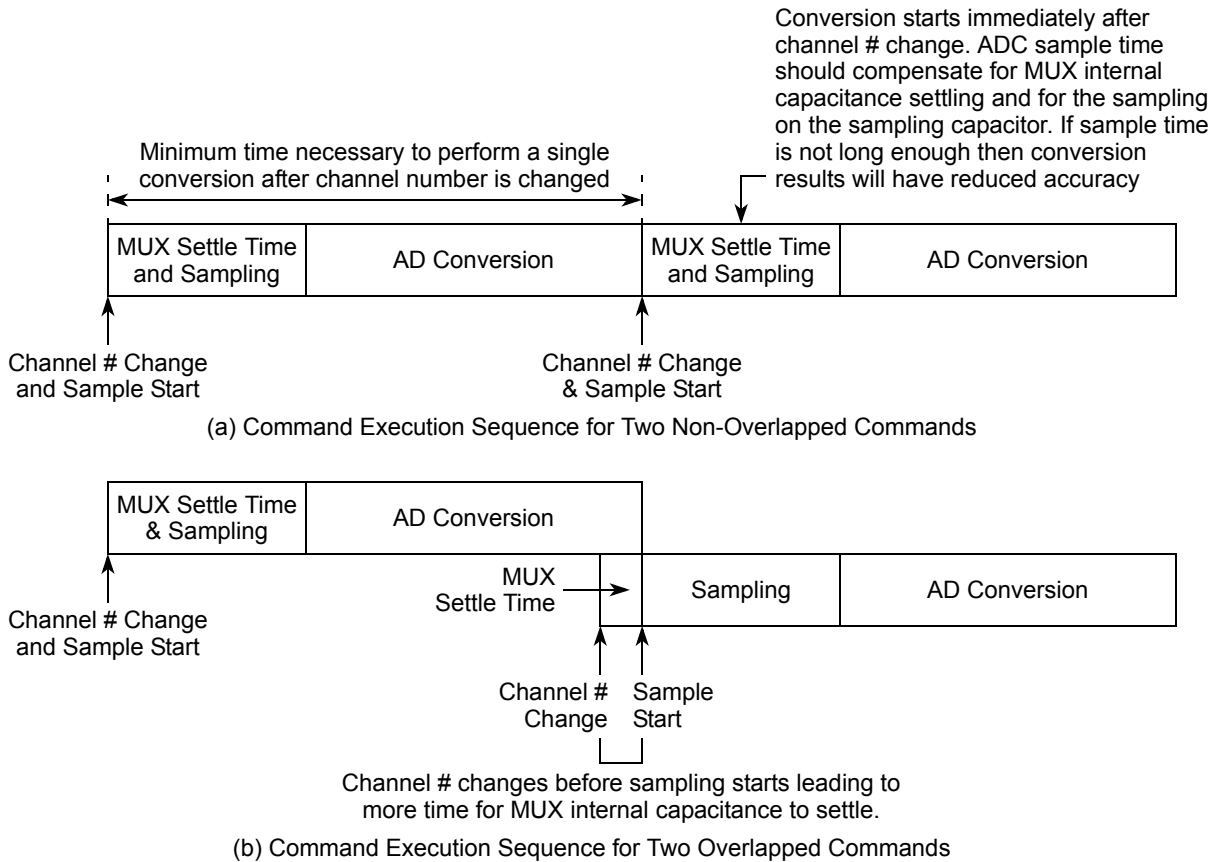 Conversion starts immediately after
channel # change. ADC sample time
should compensate for MUX internal
capacitance settling and for the sampling
on the sampling capacitor. If sample time
is not long enough then conversion
results will have reduced accuracy
Minimum time necessary to perform a single
conversion after channel number is changed
MUX Settle Time
and Sampling
AD Conversion
MUX Settle Time
and Sampling
AD Conversion
Channel # Change
and Sample Start
Channel # Change
& Sample Start
(a) Command Execution Sequence for Two Non-Overlapped Commands
MUX Settle Time
& Sampling
AD Conversion
MUX
Settle Time
Sampling
AD Conversion
Channel # Change
and Sample Start
Channel #
Change
Sample
Start
Channel # changes before sampling starts leading to
more time for MUX internal capacitance to settle.
(b) Command Execution Sequence for Two Overlapped Commands